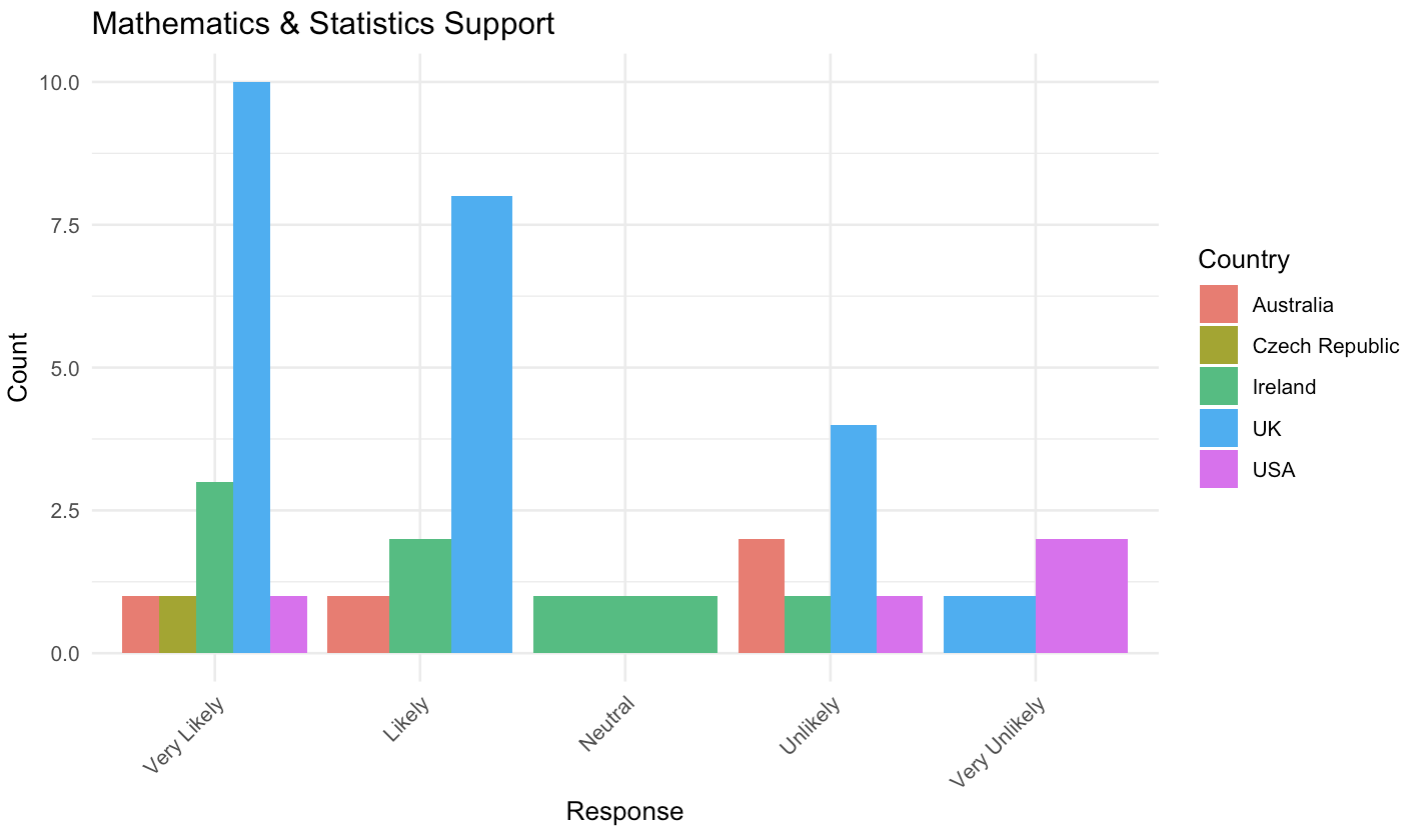 Mathematics & Statistics Support
10.0
7.5
5.0
2.5
0.0
Count
Very Likely
Likely
Neutral
Unlikely
Very Unlikely
Response
Country
Australia
Czech Republic
Ireland
UK
USA